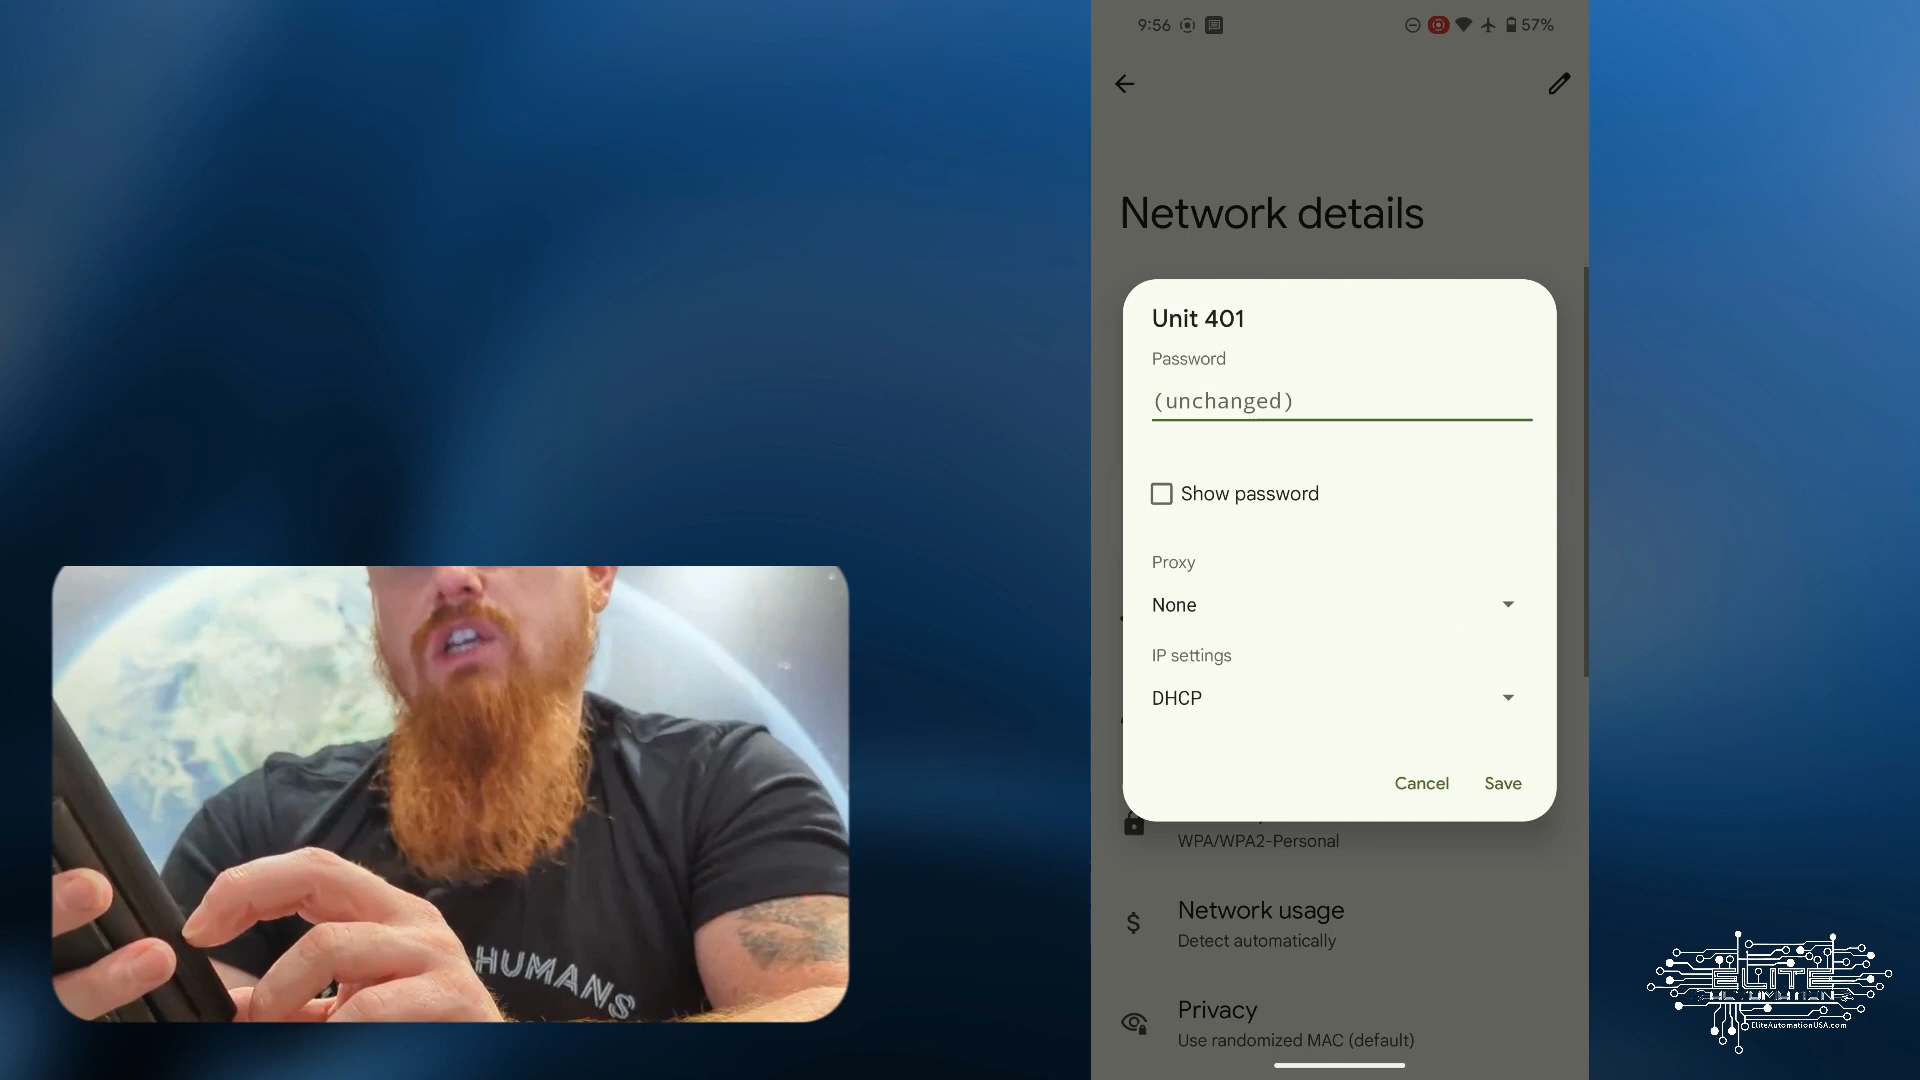 9:56
57%
Network details
Unit 401
Password
(unchanged)
Show password
Proxy
None
IP settings
DHCP
Cancel
Save
WPA/WPA2-Personal
Network usage
Detect automatically
Privacy
Use randomized MAC (default)
HUMANS
ELITE
EliteAutomationUSA.com